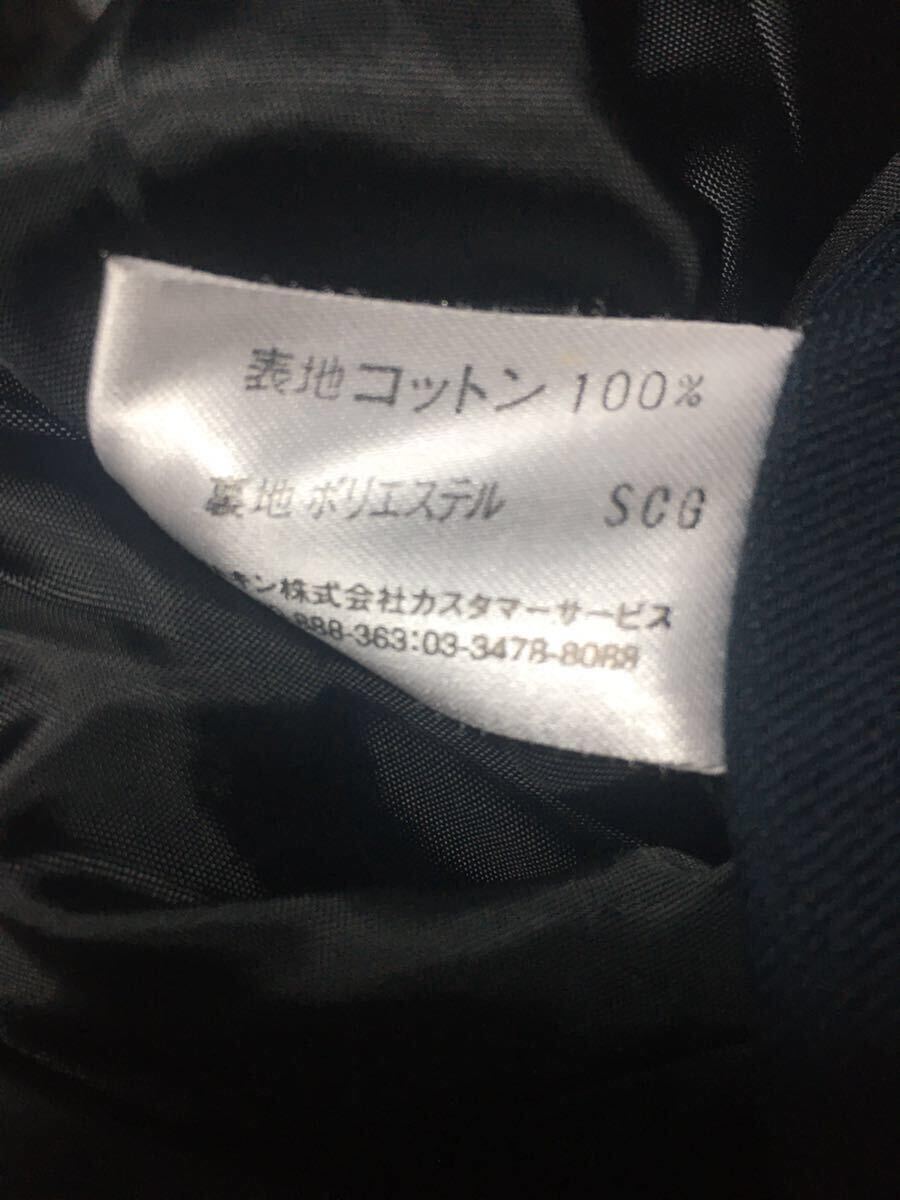 表地 コットン 100%
裏地 ポリエステル SCG
ン株式会社カスタマーサービス
888-363:03-3478-8088